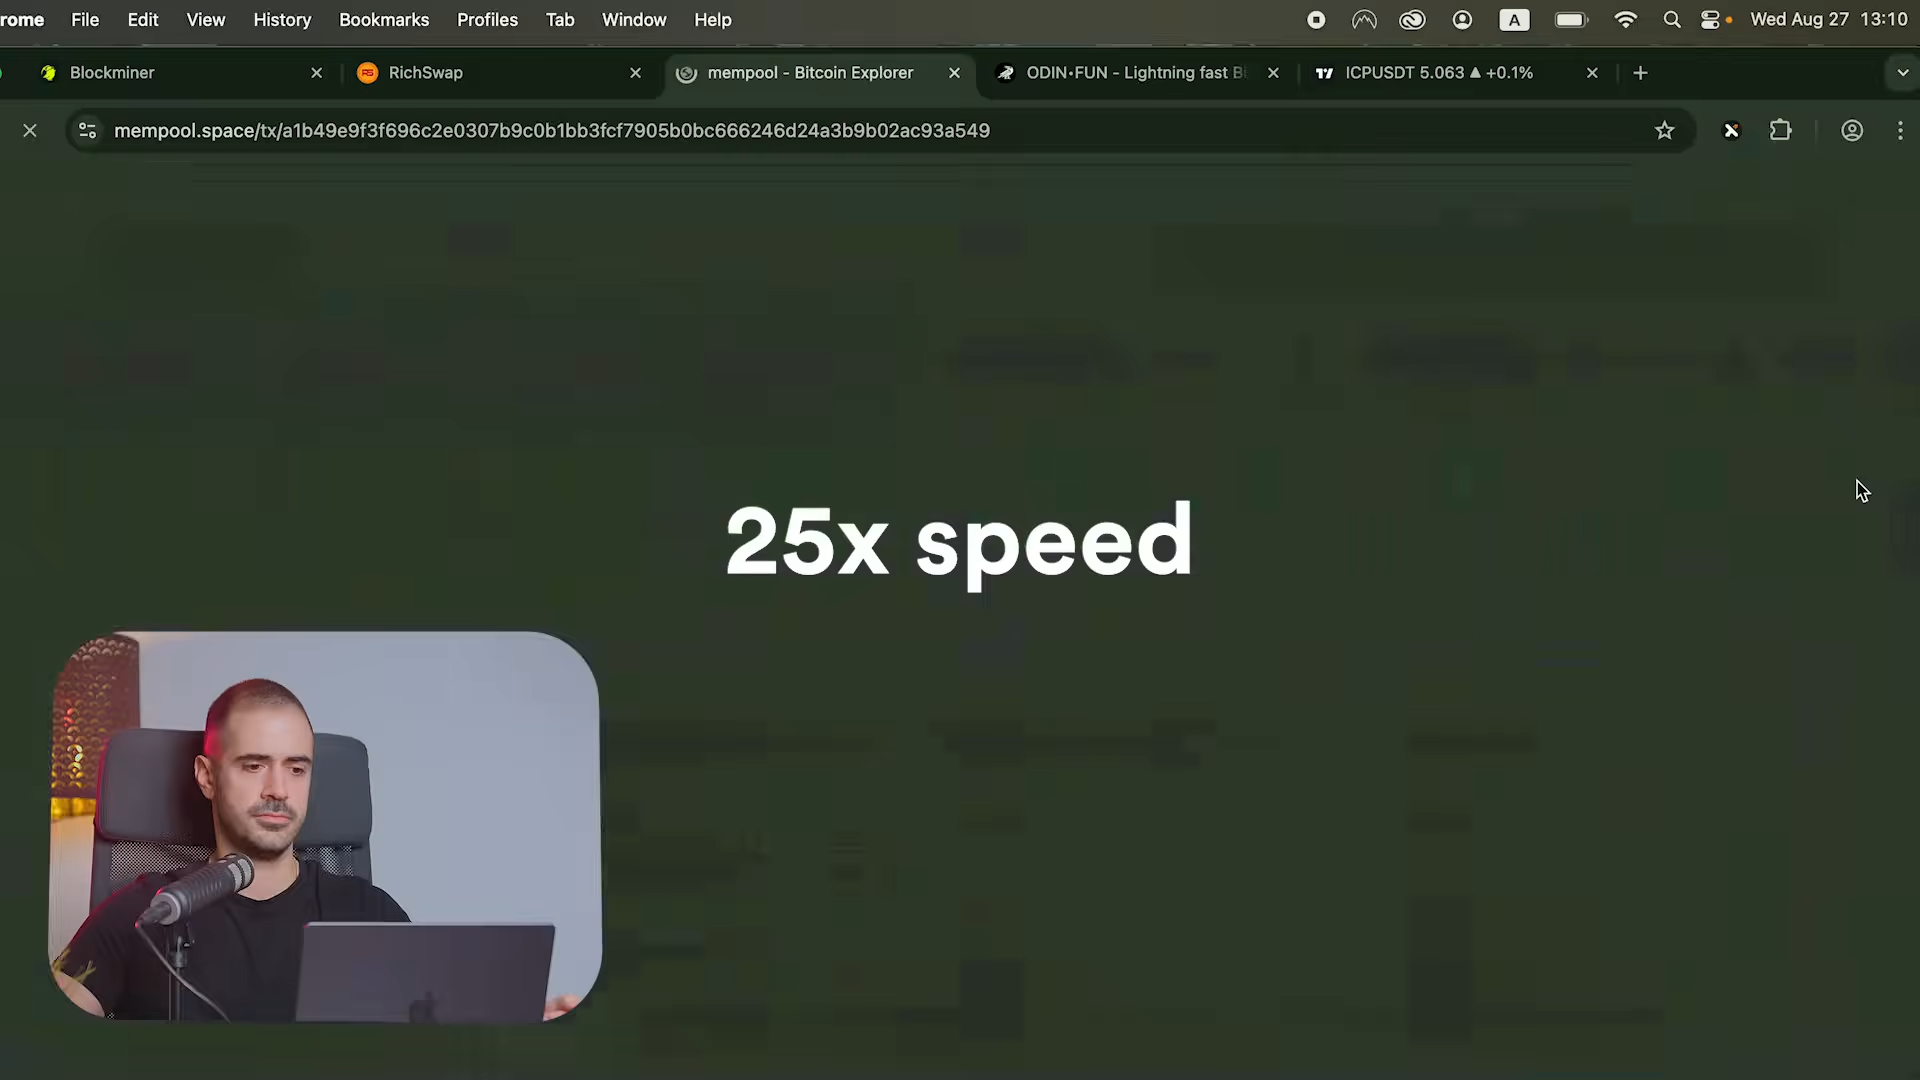 rome File Edit View History Bookmarks Profiles Tab Window Help A Wed Aug 27 13:10
Blockminer RichSwap mempool - Bitcoin Explorer ODIN•FUN - Lightning fast Bi ICPUSDT 5.063 ▲ +0.1%
mempool.space/tx/a1b49e9f3f696c2e0307b9c0b1bb3fcf7905b0bc666246d24a3b9b02ac93a549
25x speed